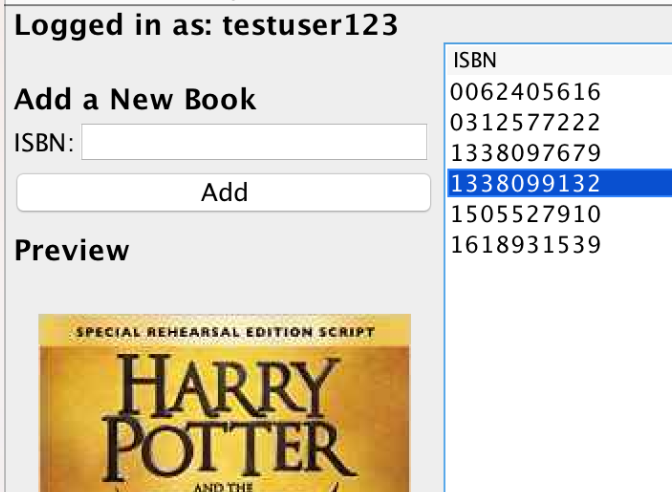 Logged in as: testuser123
Add a New Book
ISBN:
Add
Preview
SPECIAL REHEARSAL EDITION SCRIPT
HARRY
POTTER
AND THE
ISBN
0062405616
0312577222
1338097679
1338099132
1505527910
1618931539